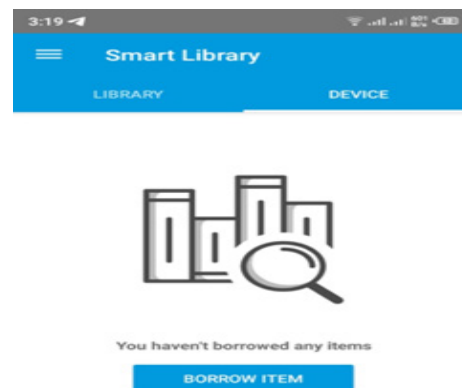 3:19
Smart Library
LIBRARY DEVICE
You haven't borrowed any items
BORROW ITEM